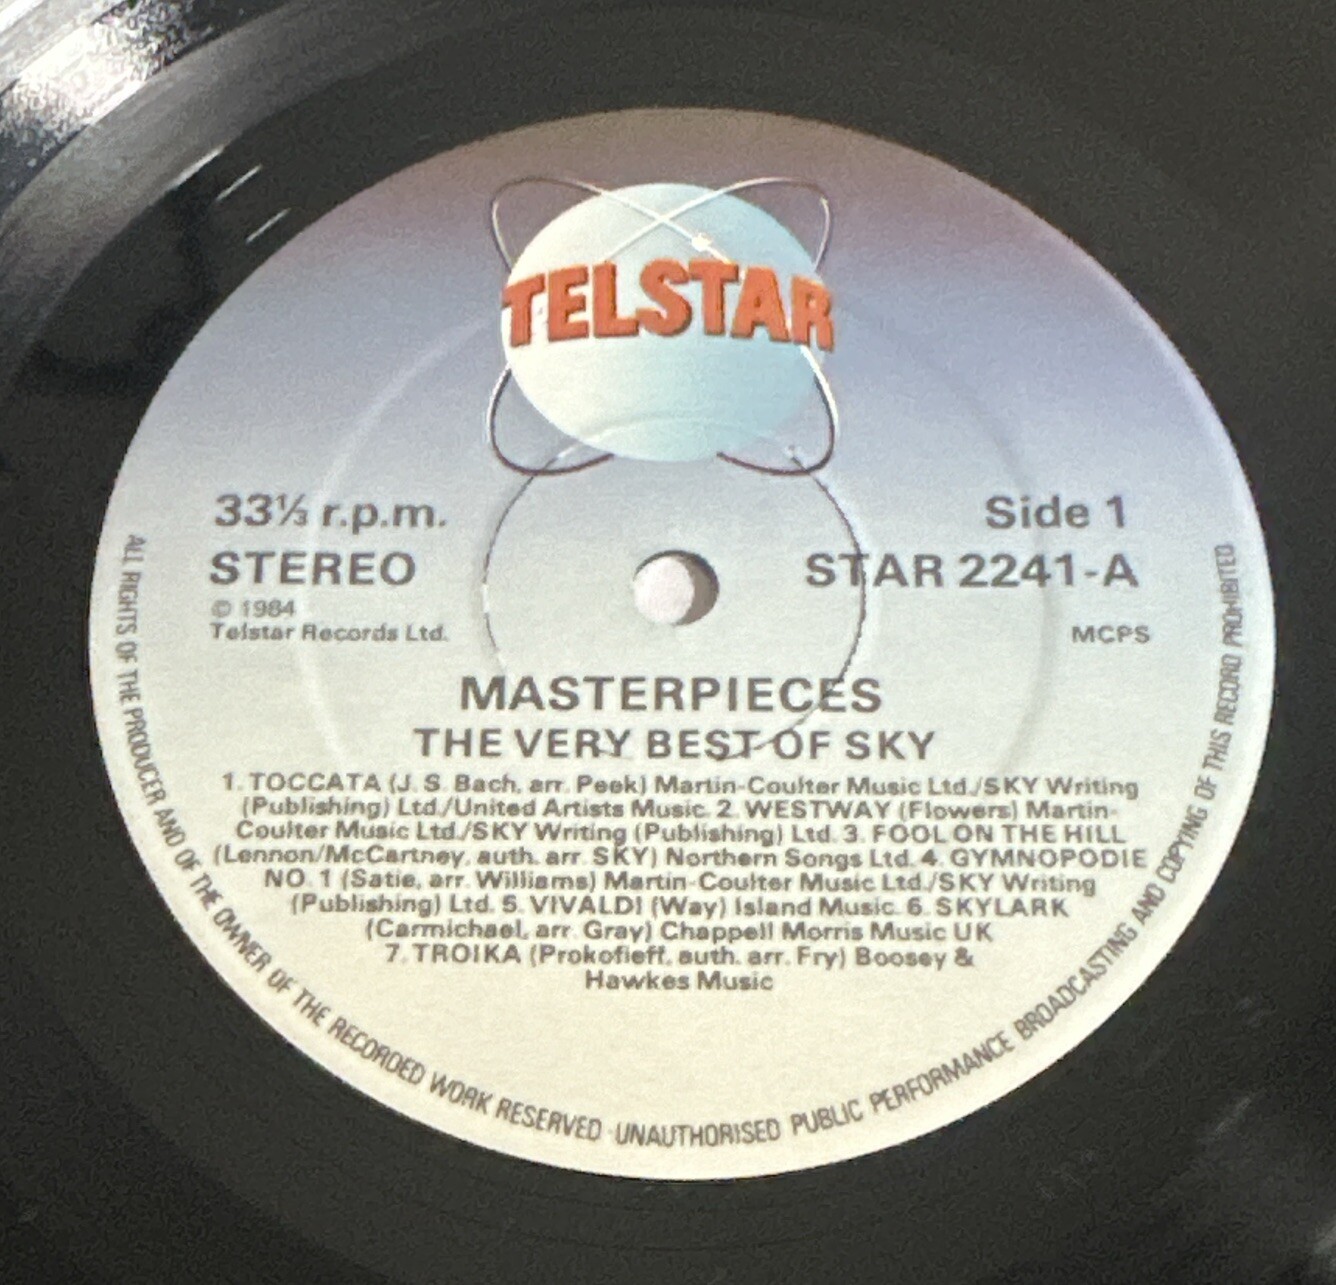 TELSTAR
33⅓ r.p.m.
Side 1
STEREO
STAR 2241-A
© 1984
Telstar Records Ltd.
MCPS
MASTERPIECES
THE VERY BEST OF SKY
1. TOCCATA (J. S. Bach, arr. Peek) Martin-Coulter Music Ltd./SKY Writing
(Publishing) Ltd./United Artists Music. 2. WESTWAY (Flowers) Martin-
Coulter Music Ltd./SKY Writing (Publishing) Ltd. 3. FOOL ON THE HILL
(Lennon/McCartney, auth. arr. SKY) Northern Songs Ltd. 4. GYMNOPODIE
NO. 1 (Satie, arr. Williams) Martin-Coulter Music Ltd./SKY Writing
(Publishing) Ltd. 5. VIVALDI (Way) Island Music. 6. SKYLARK
(Carmichael, arr. Gray) Chappell Morris Music UK
7. TROIKA (Prokofieff, auth. arr. Fry) Boosey &
Hawkes Music
ALL RIGHTS OF THE PRODUCER AND OF THE OWNER OF THE RECORDED WORK RESERVED · UNAUTHORISED PUBLIC PERFORMANCE BROADCASTING AND COPYING OF THIS RECORD PROHIBITED